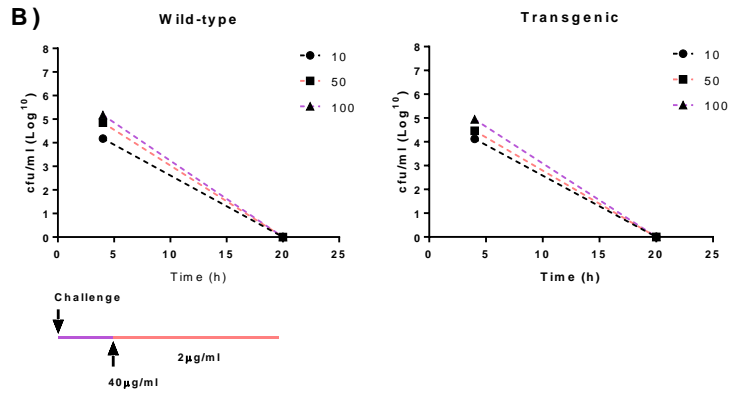 B)
Wild-type
8
7
6
5
4
3
2
1
0
cfu/ml (Log10)
0 5 10 15 20 25
Time (h)
10
50
100
Transgenic
8
7
6
5
4
3
2
1
0
cfu/ml (Log10)
0 5 10 15 20 25
Time (h)
10
50
100
Challenge
2µg/ml
40µg/ml